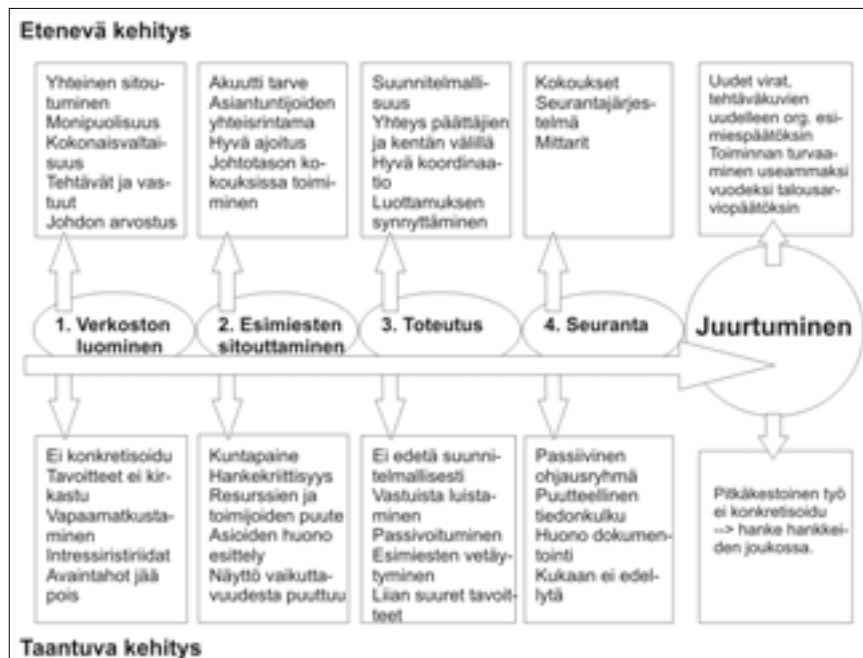 Etenevä kehitys
Yhteinen sitou-
tuminen
Monipuolisuus
Kokonaisvaltai-
suus
Tehtävät ja vas-
tuut
Johdon arvostus
Akuutti tarve
Asiantuntijoiden
yhteisrintama
Hyvä ajoitus
Johtotason ko-
kouksissa toimi-
minen
Suunnitelmalli-
suus
Yhteys päättäjien
ja kentän välillä
Hyvä koordinaa-
tio
Luottamuksen
synnyttäminen
Kokoukset
Seurantajärjes-
telmä
Mittarit
Uudet virat,
tehtäväkuvien
uudelleen org. esi-
miespäätöksin
Toiminnan turvaa-
minen useammaksi
vuodeksi talousar-
viopäätöksin
1. Verkoston
luominen
2. Esimiesten
sitouttaminen
3. Toteutus
4. Seuranta
Juurtuminen
Ei konkretisoidu
Tavoitteet ei kir-
kastu
Vapaamatkusta-
minen
Intressiristiriidat
Avaintahot jää
pois
Kuntapaine
Hankekriittisyys
Resurssien ja
toimijoiden puute
Asioiden huono
esittely
Näyttö vaikutta-
vuudesta puuttuu
Ei edetä suunni-
telmallisesti
Vastuista luista-
minen
Passivoituminen
Esimiesten vetäy-
tyminen
Liian suuret tavoit-
teet
Passiivinen
ohjausryhmä
Puutteellinen
tiedonkulku
Huono dokumen-
tointi
Kukaan ei edel-
lytä
Pitkäkestoinen työ
ei konkretisoidu
--> hanke hankkei-
den joukossa.
Taantuva kehitys